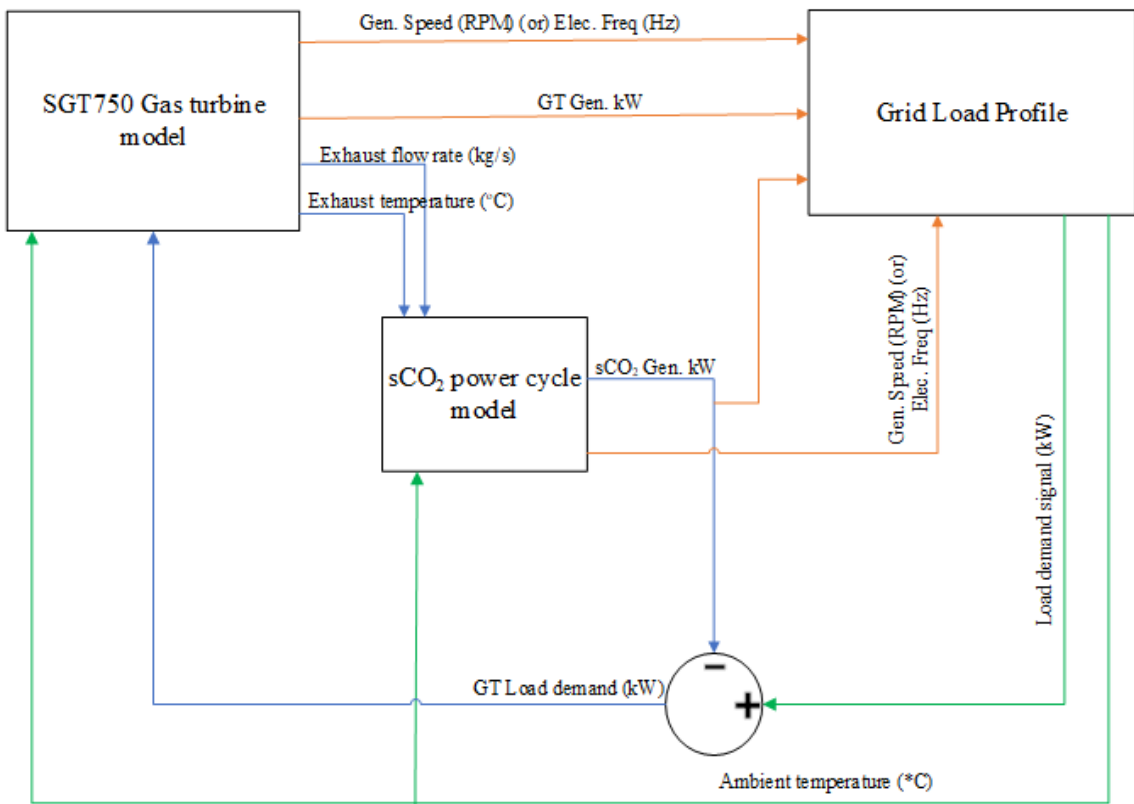 Gen. Speed (RPM) (or) Elec. Freq (Hz)
SGT750 Gas turbine
model
GT Gen. kW
Grid Load Profile
Exhaust flow rate (kg/s)
Exhaust temperature (°C)
sCO₂ power cycle
model
sCO₂ Gen. kW
Gen. Speed (RPM) (or)
Elec. Freq (Hz)
Load demand signal (kW)
GT Load demand (kW)
−
+
Ambient temperature (*C)